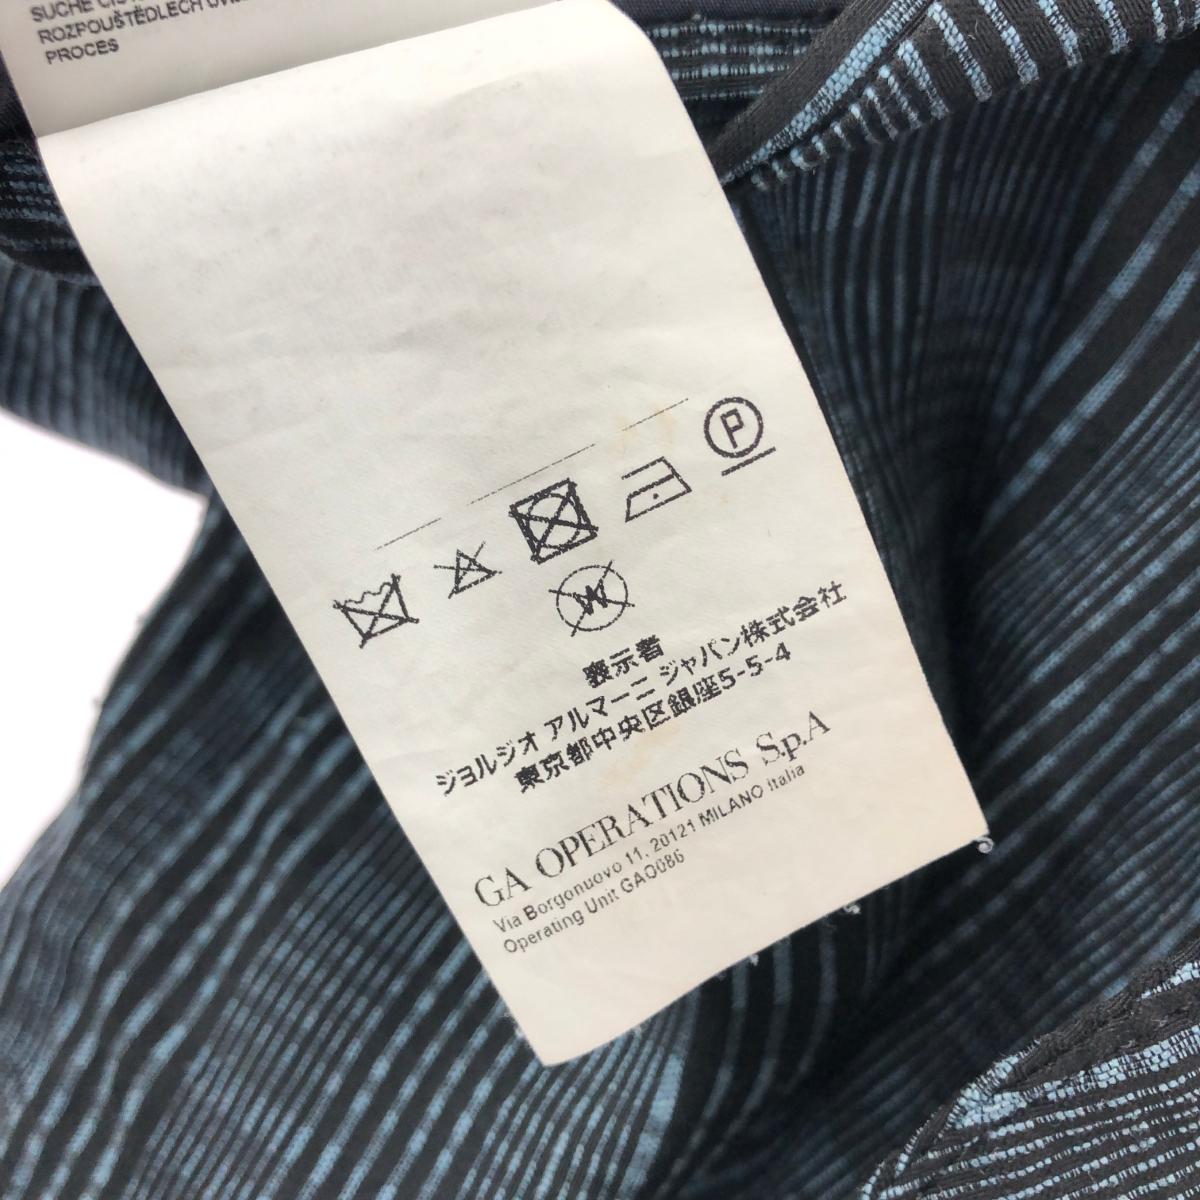 SUCHE
ROZPOUŠTĚDLECH
PROCES
P
W
表示者
ジョルジオ アルマーニ ジャパン株式会社
東京都中央区銀座5-5-4
GA OPERATIONS S.p.A
Via Borgonuovo 11, 20121 MILANO italia
Operating Unit GAO086